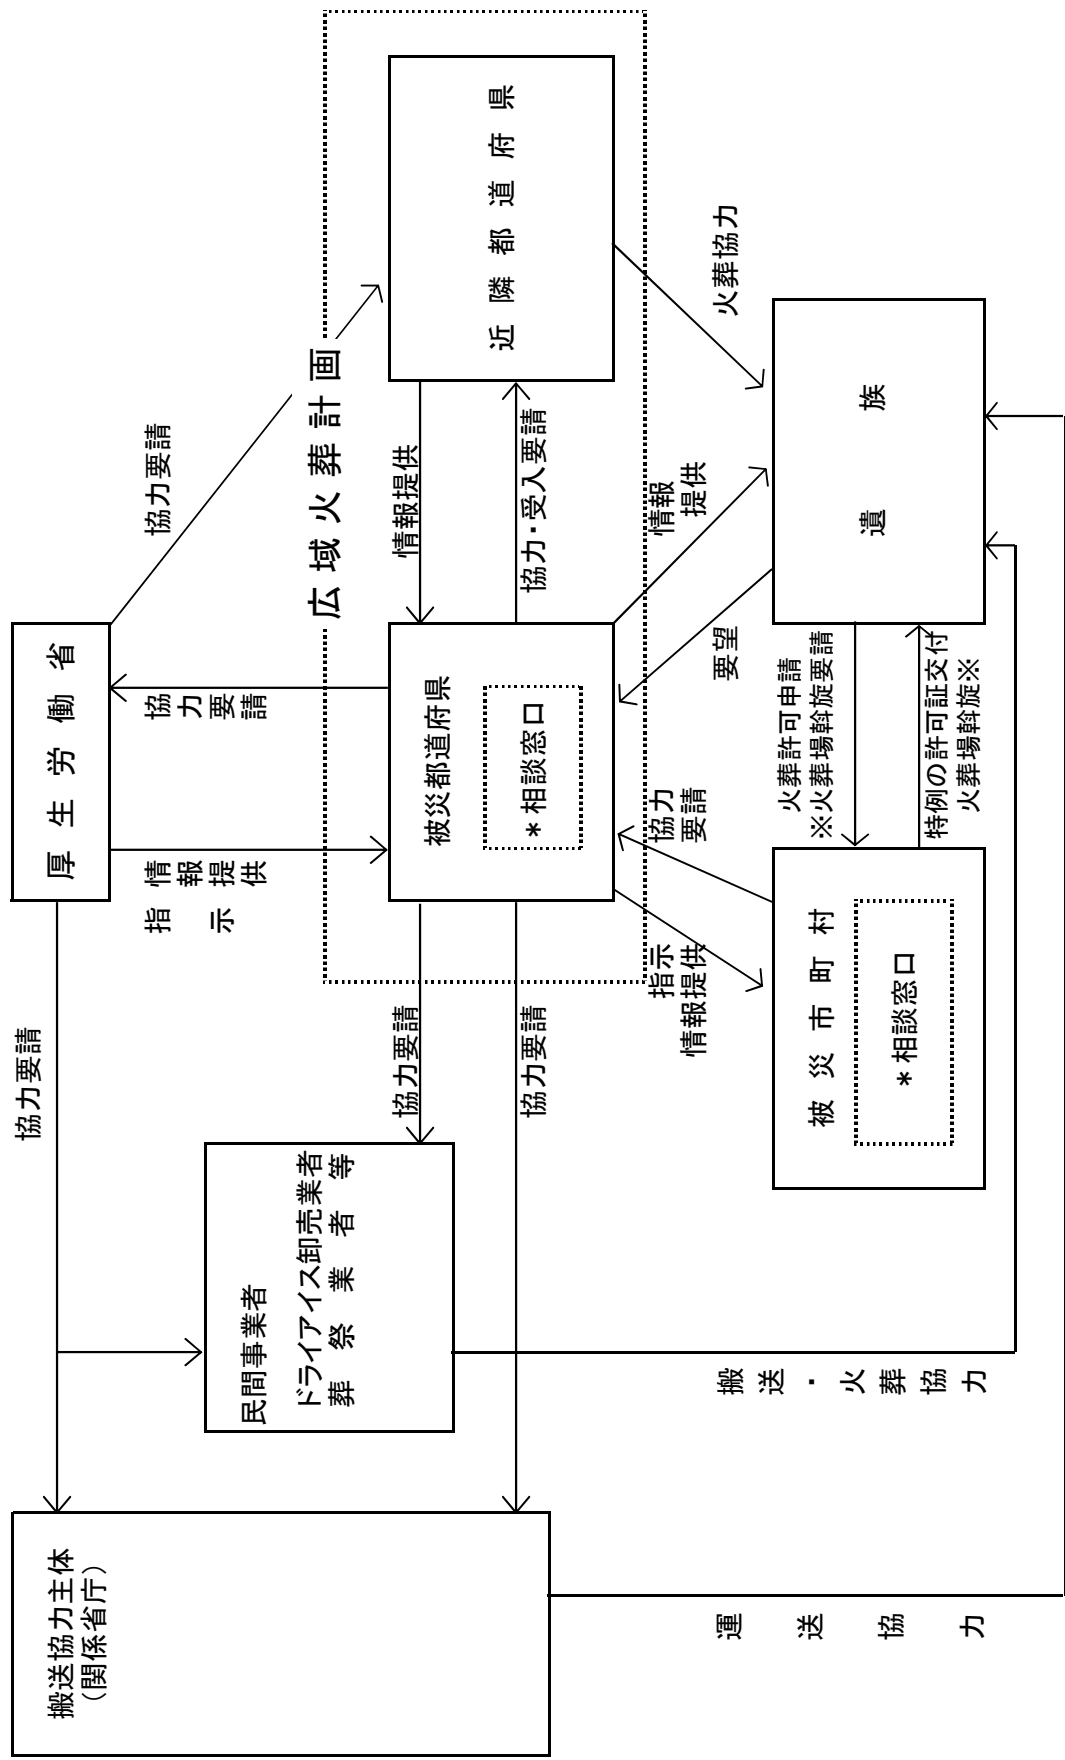 厚生労働省
搬送協力主体
（関係省庁）
協力要請
指示
情報提供
協力要請
協力要請
広域火葬計画
民間事業者
ドライアイス卸売業者
葬祭業者等
協力要請
協力要請
被災都道府県
*相談窓口
情報提供
協力・受入要請
近隣都道府県
指示
情報提供
協力
要請
要望
情報
提供
火葬協力
搬送・火葬協力
運送協力
被災市町村
*相談窓口
火葬許可申請
※火葬場斡旋要請
特例の許可証交付
火葬場斡旋※
遺族